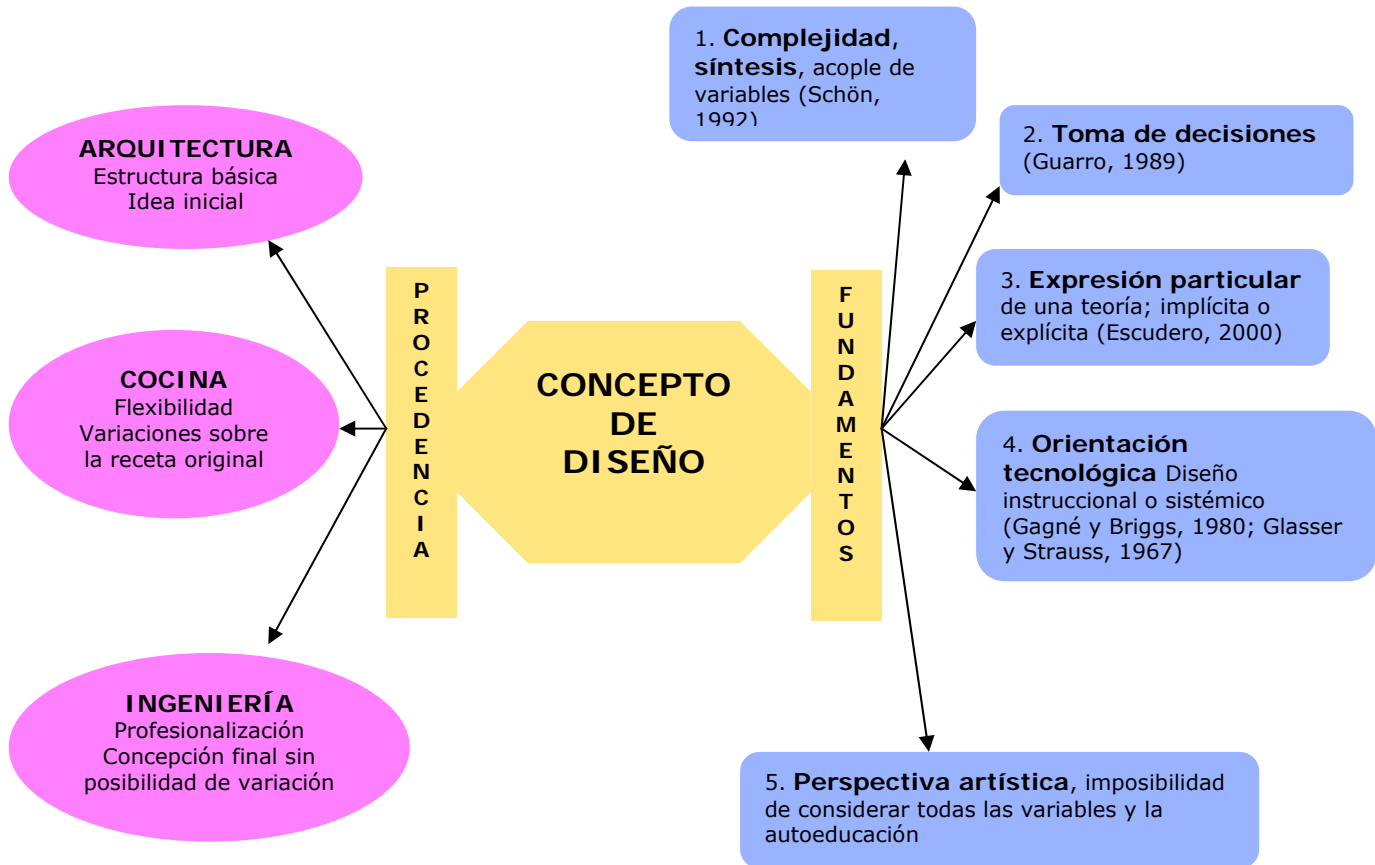 1. Complejidad,
síntesis, acople de
variables (Schön,
1992)
ARQUITECTURA
Estructura básica
Idea inicial
2. Toma de decisiones
(Guarro, 1989)
3. Expresión particular
de una teoría; implícita o
explícita (Escudero, 2000)
PROCEDENCIA
CONCEPTO
DE
DISEÑO
FUNDAMENTOS
COCINA
Flexibilidad
Variaciones sobre
la receta original
4. Orientación
tecnológica Diseño
instruccional o sistémico
(Gagné y Briggs, 1980; Glasser
y Strauss, 1967)
INGENIERÍA
Profesionalización
Concepción final sin
posibilidad de variación
5. Perspectiva artística, imposibilidad
de considerar todas las variables y la
autoeducación